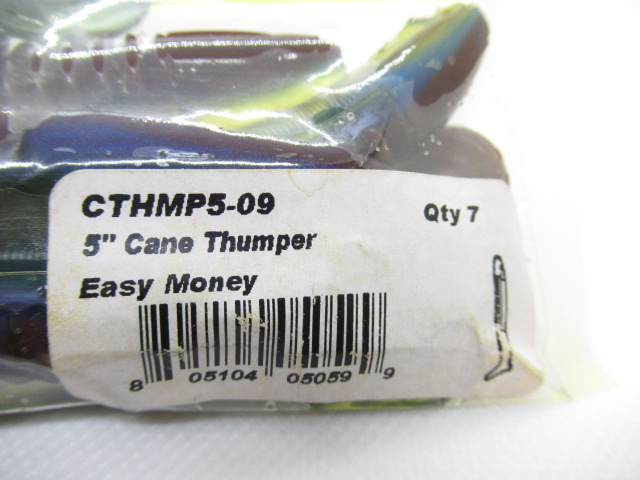 CTHMP5-09 Qty 7
5" Cane Thumper
Easy Money
8 05104 05059 9